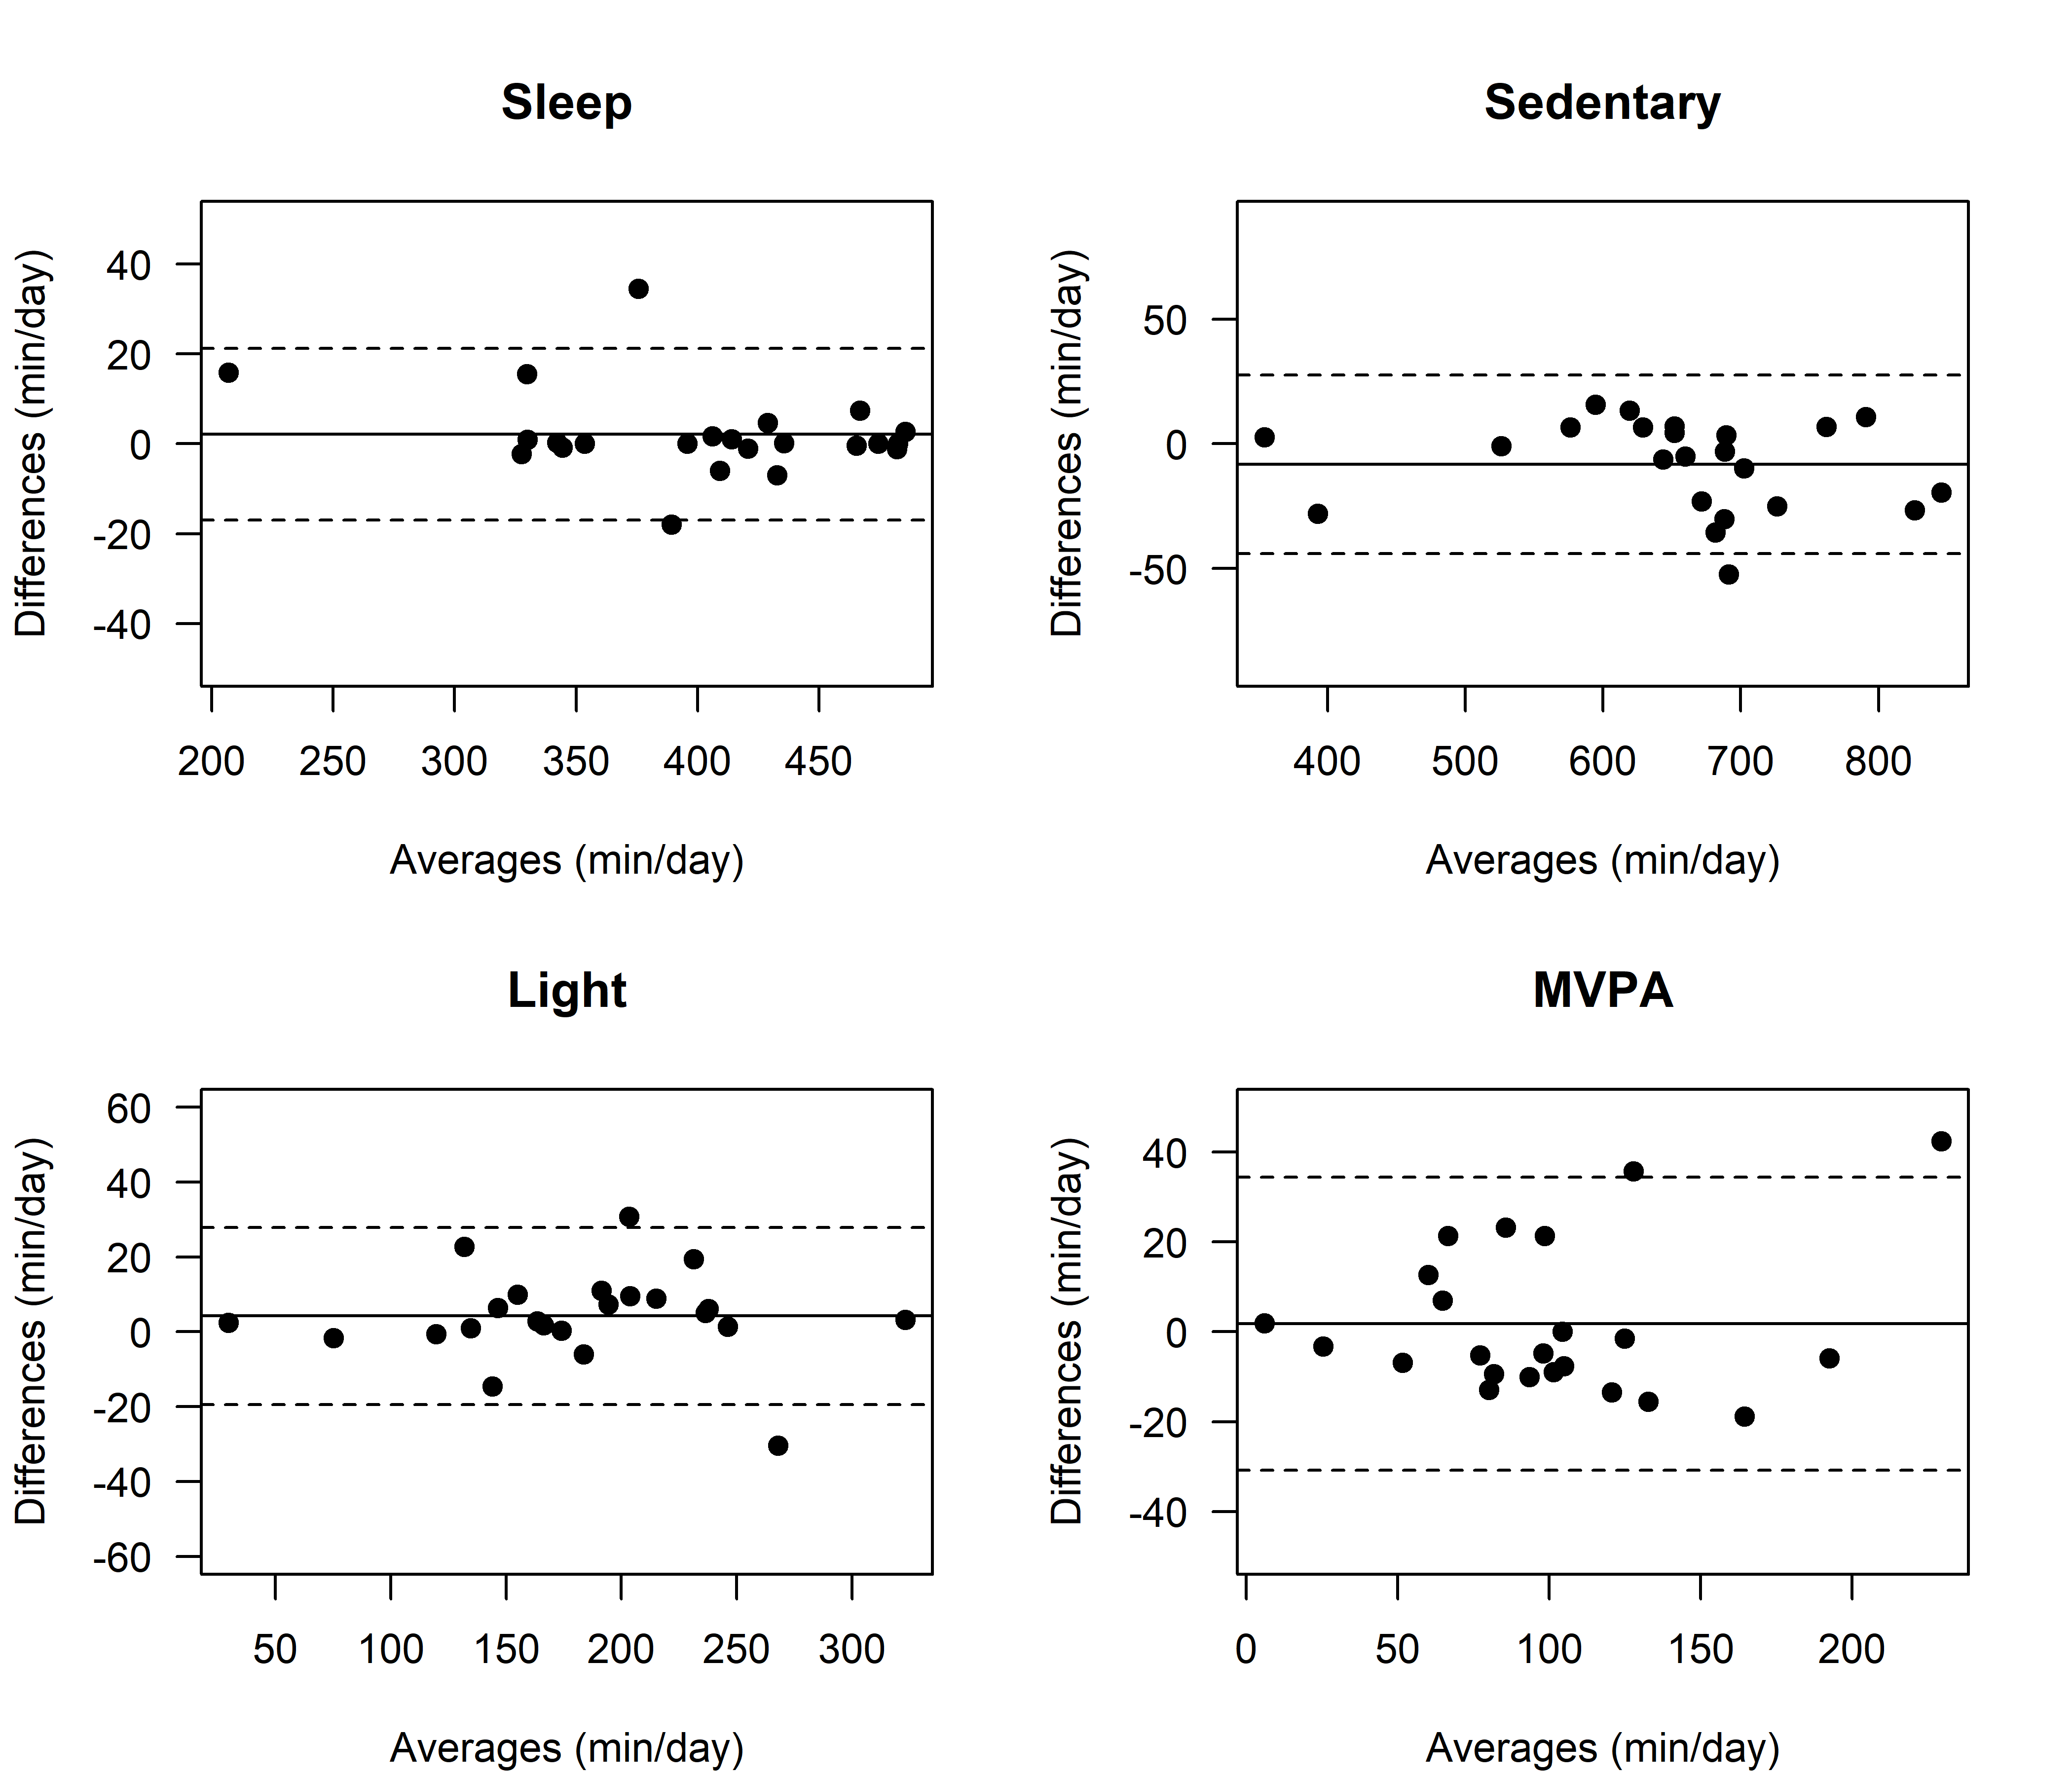 Sleep
Differences (min/day)
40
20
0
-20
-40
200 250 300 350 400 450
Averages (min/day)
Sedentary
Differences (min/day)
50
0
-50
400 500 600 700 800
Averages (min/day)
Light
Differences (min/day)
60
40
20
0
-20
-40
-60
50 100 150 200 250 300
Averages (min/day)
MVPA
Differences (min/day)
40
20
0
-20
-40
0 50 100 150 200
Averages (min/day)